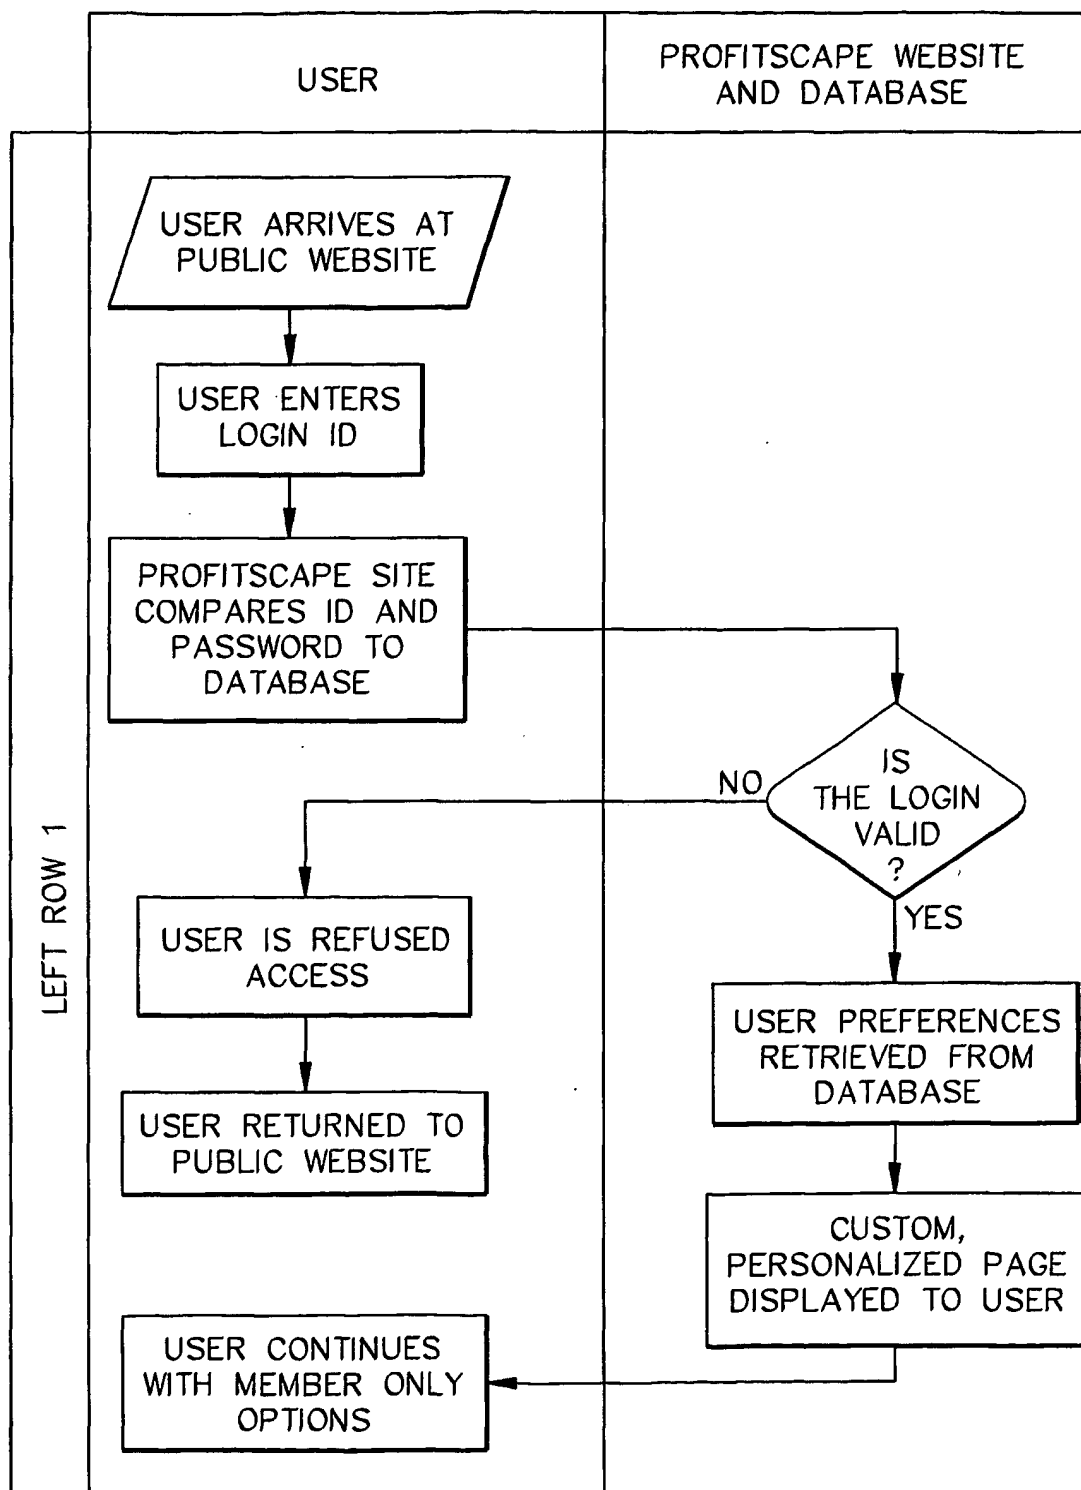 USER
PROFITSCAPE WEBSITE
AND DATABASE
LEFT ROW 1
USER ARRIVES AT
PUBLIC WEBSITE
USER ENTERS
LOGIN ID
PROFITSCAPE SITE
COMPARES ID AND
PASSWORD TO
DATABASE
IS
THE LOGIN
VALID
?
NO
YES
USER IS REFUSED
ACCESS
USER RETURNED TO
PUBLIC WEBSITE
USER PREFERENCES
RETRIEVED FROM
DATABASE
CUSTOM,
PERSONALIZED PAGE
DISPLAYED TO USER
USER CONTINUES
WITH MEMBER ONLY
OPTIONS